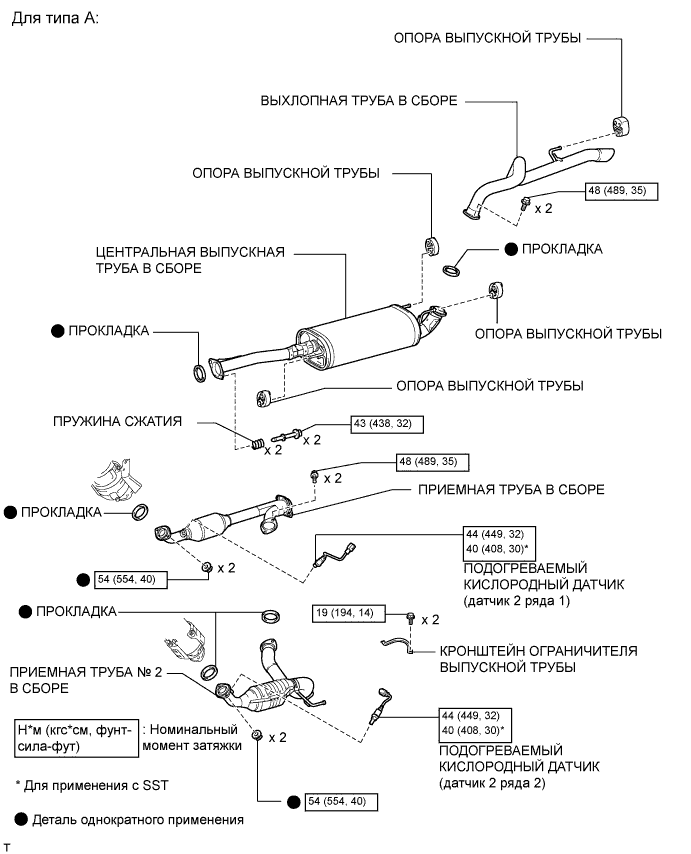 Для типа A:
ОПОРА ВЫПУСКНОЙ ТРУБЫ
ВЫХЛОПНАЯ ТРУБА В СБОРЕ
ОПОРА ВЫПУСКНОЙ ТРУБЫ
48 (489, 35)
x 2
ЦЕНТРАЛЬНАЯ ВЫПУСКНАЯ
ТРУБА В СБОРЕ
● ПРОКЛАДКА
● ПРОКЛАДКА
ОПОРА ВЫПУСКНОЙ ТРУБЫ
ОПОРА ВЫПУСКНОЙ ТРУБЫ
ПРУЖИНА СЖАТИЯ
x 2
x 2
43 (438, 32)
48 (489, 35)
x 2
ПРИЕМНАЯ ТРУБА В СБОРЕ
● ПРОКЛАДКА
44 (449, 32)
40 (408, 30)*
ПОДОГРЕВАЕМЫЙ
КИСЛОРОДНЫЙ ДАТЧИК
(датчик 2 ряда 1)
● 54 (554, 40)
x 2
● ПРОКЛАДКА
19 (194, 14)
x 2
КРОНШТЕЙН ОГРАНИЧИТЕЛЯ
ВЫПУСКНОЙ ТРУБЫ
ПРИЕМНАЯ ТРУБА № 2
В СБОРЕ
44 (449, 32)
40 (408, 30)*
ПОДОГРЕВАЕМЫЙ
КИСЛОРОДНЫЙ ДАТЧИК
(датчик 2 ряда 2)
x 2
● 54 (554, 40)
Н*м (кгс*см, фунт-
сила-фут)
: Номинальный
момент затяжки
* Для применения с SST
● Деталь однократного применения
T